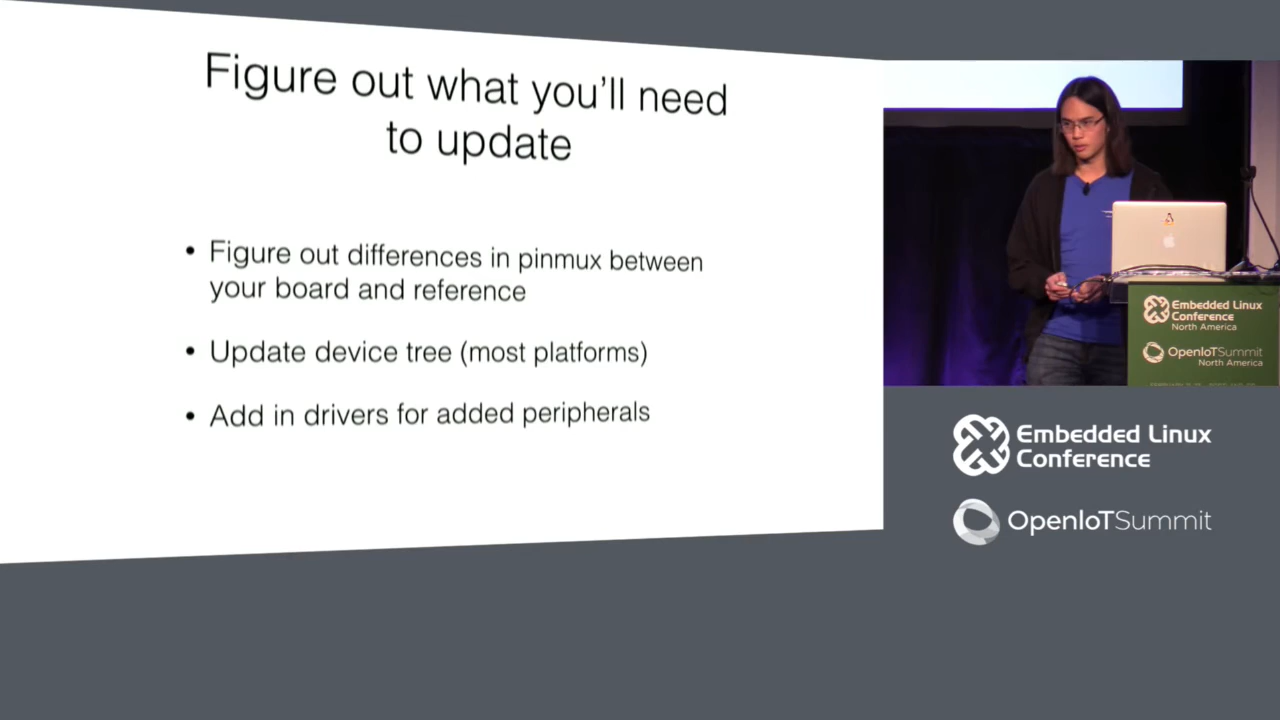 Figure out what you'll need
to update
• Figure out differences in pinmux between
your board and reference
• Update device tree (most platforms)
• Add in drivers for added peripherals
Embedded Linux
Conference
North America
OpenIoTSummit
North America
Embedded Linux
Conference
OpenIoTSummit